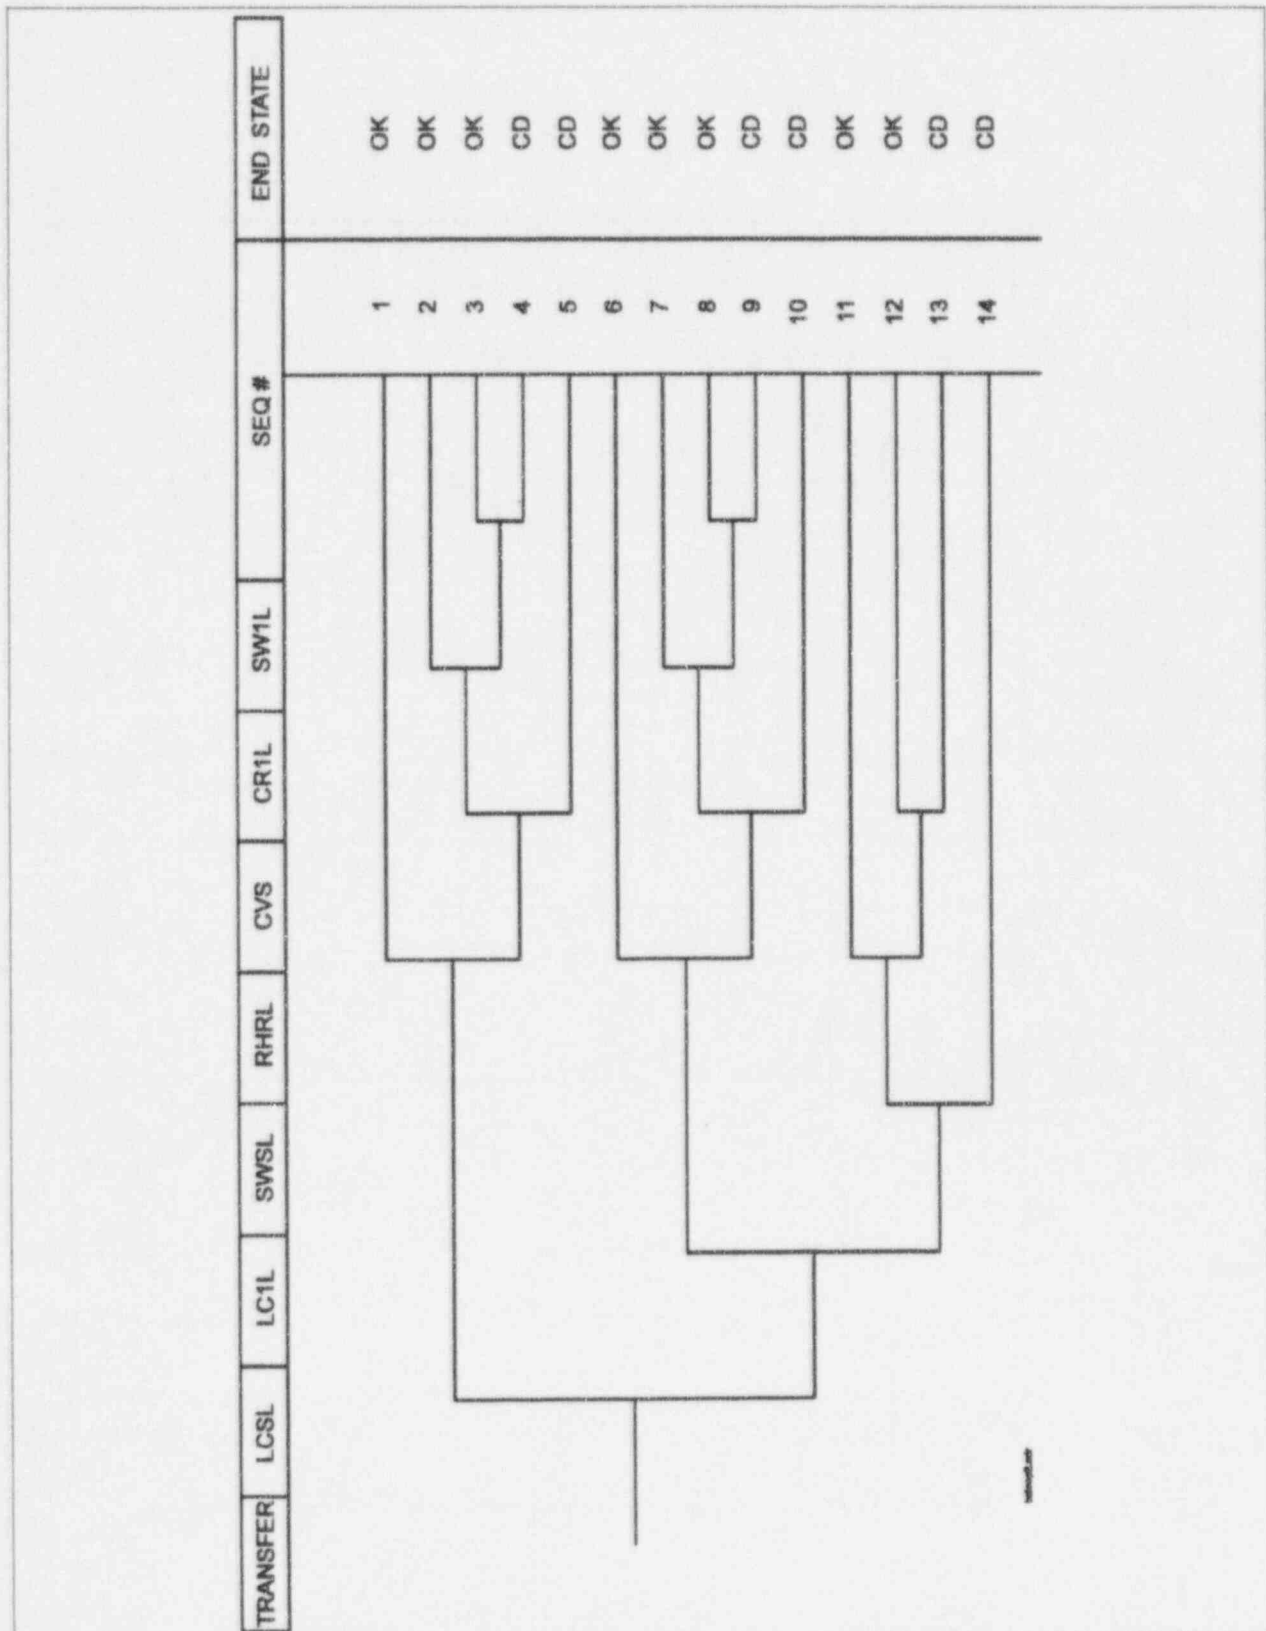 TRANSFER LCSL LC1L SWSL RHRL CVS CR1L SW1L SEQ # END STATE
1 OK
2 OK
3 OK
4 CD
5 CD
6 OK
7 OK
8 OK
9 CD
10 CD
11 OK
12 OK
13 CD
14 CD